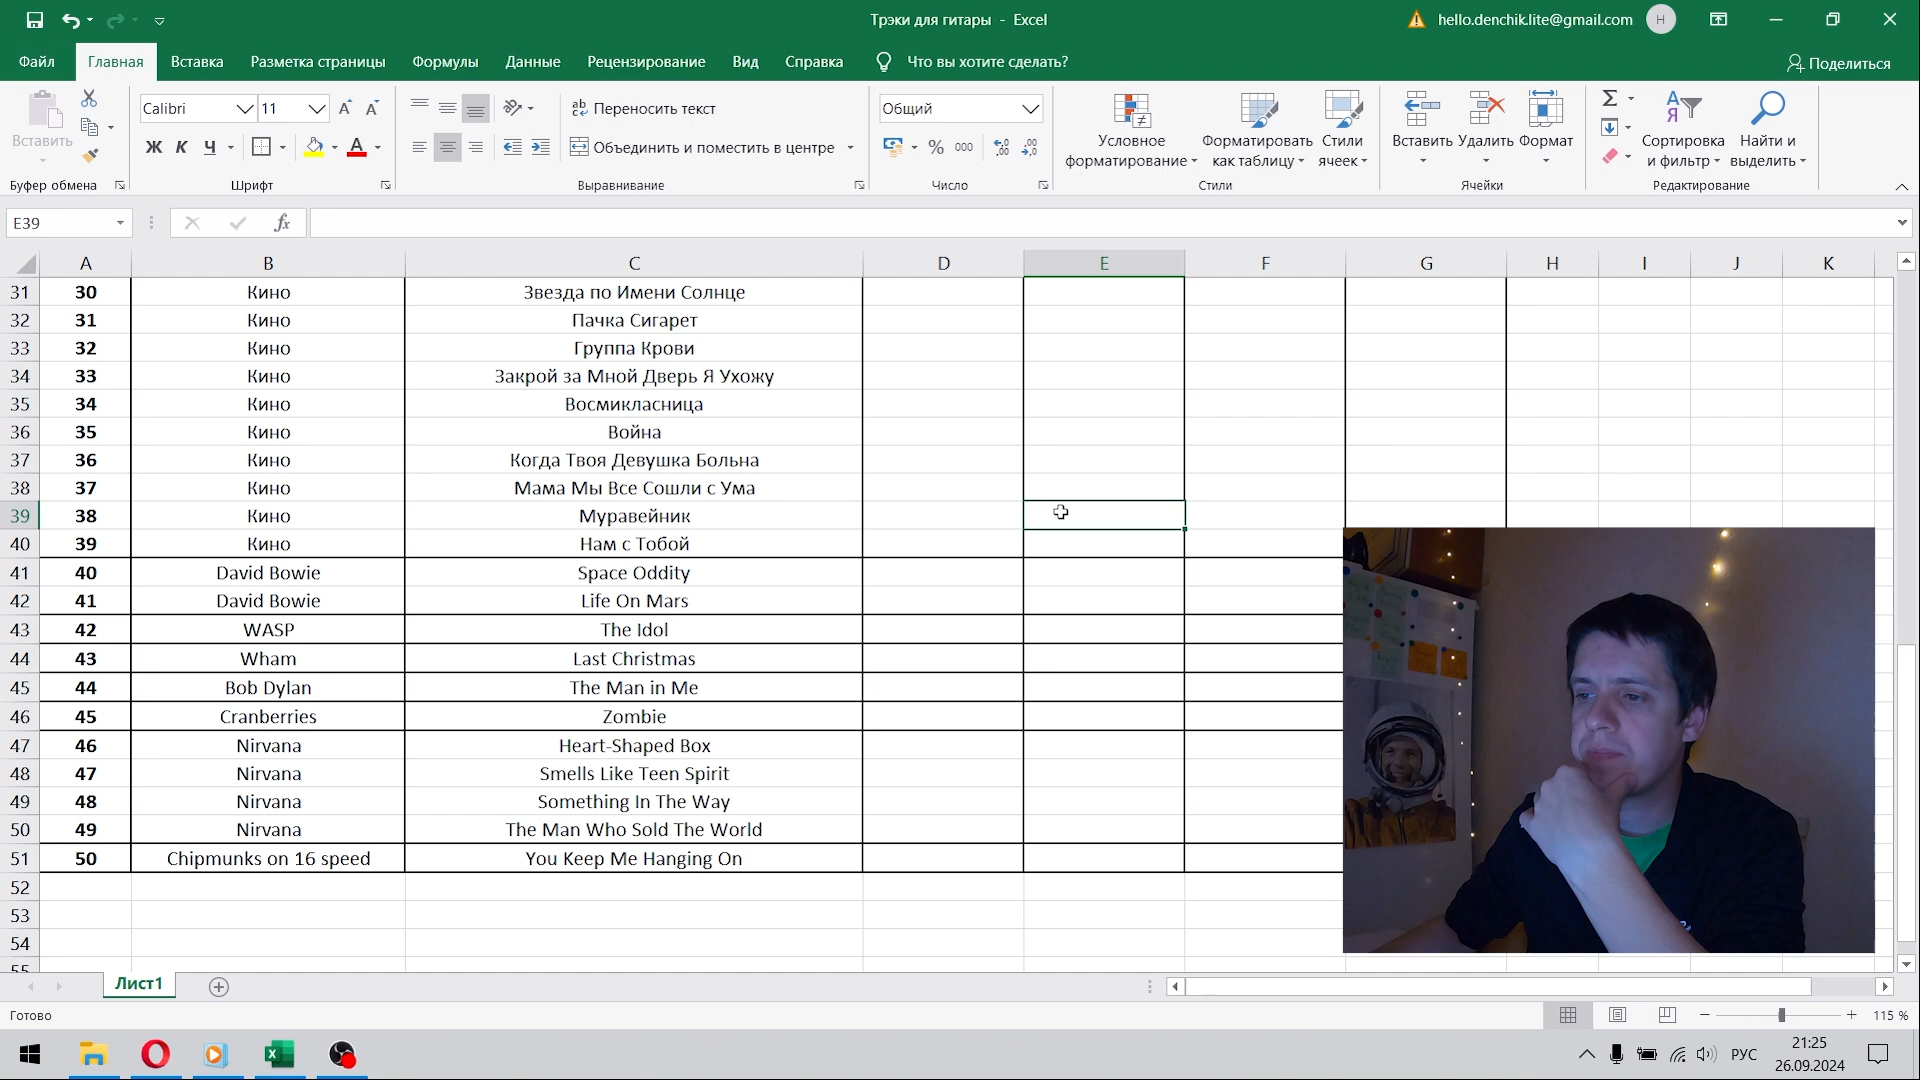 Трэки для гитары - Excel
hello.denchik.lite@gmail.com
H
Файл Главная Вставка Разметка страницы Формулы Данные Рецензирование Вид Справка Что вы хотите сделать? Поделиться
Calibri 11
Переносить текст
Общий
Вставить
Ж К Ч А
Объединить и поместить в центре
% 000
Условное форматирование
Форматировать как таблицу
Стили ячеек
Вставить Удалить Формат
Сортировка и фильтр
Найти и выделить
Буфер обмена Шрифт Выравнивание Число Стили Ячейки Редактирование
E39 fx
A B C D E F G H I J K
31 30 Кино Звезда по Имени Солнце
32 31 Кино Пачка Сигарет
33 32 Кино Группа Крови
34 33 Кино Закрой за Мной Дверь Я Ухожу
35 34 Кино Восмикласница
36 35 Кино Война
37 36 Кино Когда Твоя Девушка Больна
38 37 Кино Мама Мы Все Сошли с Ума
39 38 Кино Муравейник
40 39 Кино Нам с Тобой
41 40 David Bowie Space Oddity
42 41 David Bowie Life On Mars
43 42 WASP The Idol
44 43 Wham Last Christmas
45 44 Bob Dylan The Man in Me
46 45 Cranberries Zombie
47 46 Nirvana Heart-Shaped Box
48 47 Nirvana Smells Like Teen Spirit
49 48 Nirvana Something In The Way
50 49 Nirvana The Man Who Sold The World
51 50 Chipmunks on 16 speed You Keep Me Hanging On
52
53
54
55
Лист1
Готово
115 %
РУС
21:25
26.09.2024